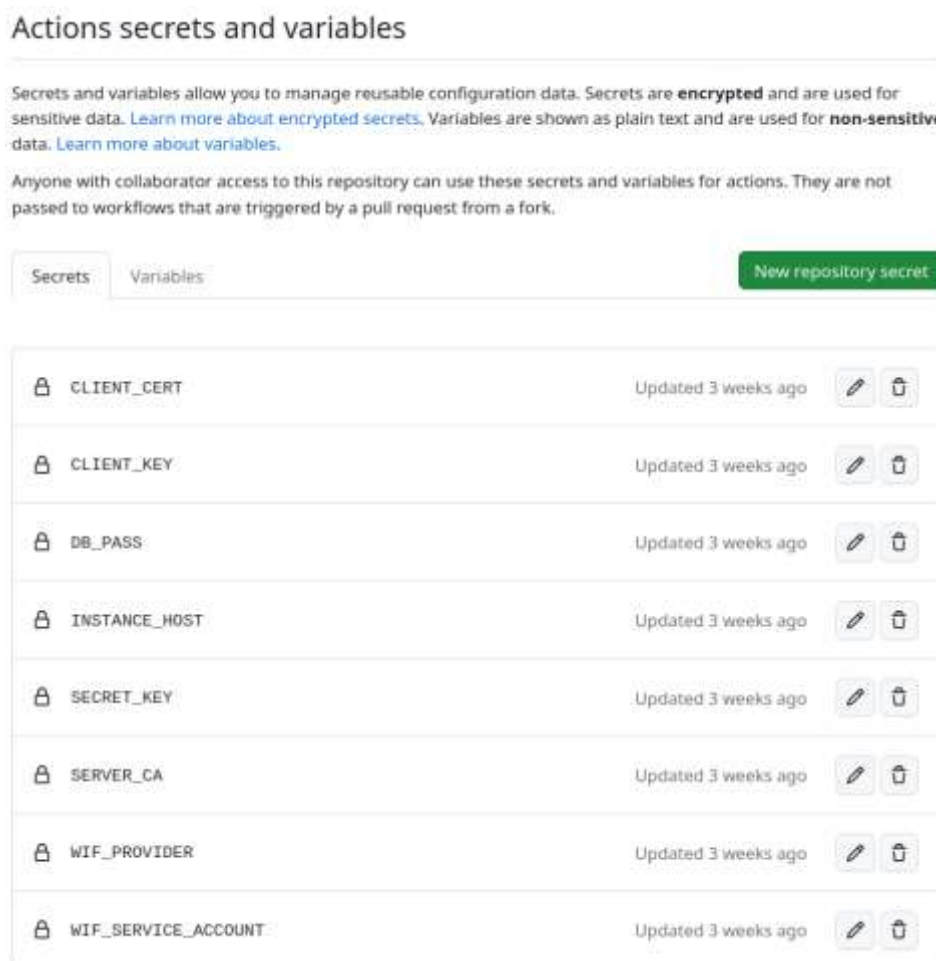 Actions secrets and variables
Secrets and variables allow you to manage reusable configuration data. Secrets are encrypted and are used for
sensitive data. Learn more about encrypted secrets. Variables are shown as plain text and are used for non-sensitive
data. Learn more about variables.
Anyone with collaborator access to this repository can use these secrets and variables for actions. They are not
passed to workflows that are triggered by a pull request from a fork.
Secrets Variables New repository secret
CLIENT_CERT Updated 3 weeks ago
CLIENT_KEY Updated 3 weeks ago
DB_PASS Updated 3 weeks ago
INSTANCE_HOST Updated 3 weeks ago
SECRET_KEY Updated 3 weeks ago
SERVER_CA Updated 3 weeks ago
WIF_PROVIDER Updated 3 weeks ago
WIF_SERVICE_ACCOUNT Updated 3 weeks ago